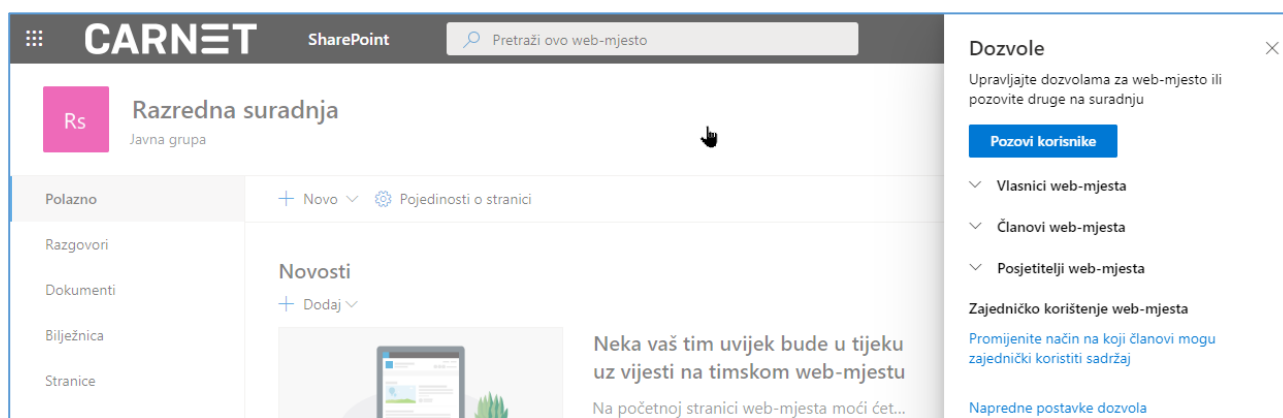 CARNET SharePoint Pretraži ovo web-mjesto
Rs
Razredna suradnja
Javna grupa
Polazno
Razgovori
Dokumenti
Bilježnica
Stranice
Novo Pojedinosti o stranici
Novosti
Dodaj
Neka vaš tim uvijek bude u tijeku
uz vijesti na timskom web-mjestu
Na početnoj stranici web-mjesta moći ćet...
Dozvole
Upravljajte dozvolama za web-mjesto ili
pozovite druge na suradnju
Pozovi korisnike
Vlasnici web-mjesta
Članovi web-mjesta
Posjetitelji web-mjesta
Zajedničko korištenje web-mjesta
Promijenite način na koji članovi mogu
zajednički koristiti sadržaj
Napredne postavke dozvola